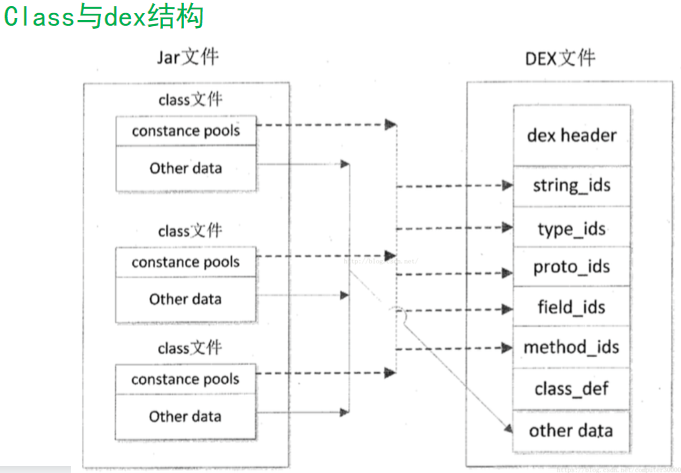 Class与dex结构
Jar文件
class文件
constance pools
Other data
class文件
constance pools
Other data
class文件
constance pools
Other data
DEX文件
dex header
string_ids
type_ids
proto_ids
field_ids
method_ids
class_def
other data